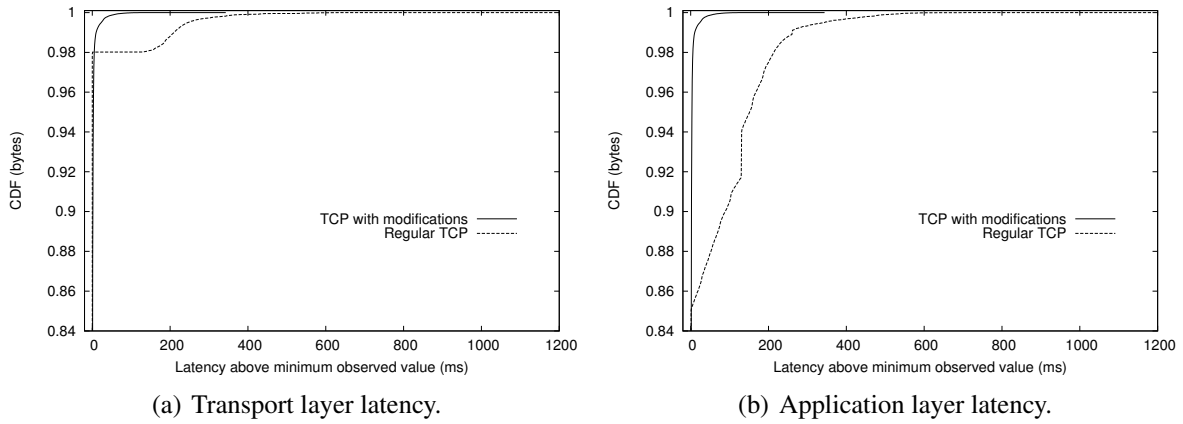 1
0.98
0.96
0.94
0.92
0.9
0.88
0.86
0.84
CDF (bytes)
TCP with modifications
Regular TCP
0 200 400 600 800 1000 1200
Latency above minimum observed value (ms)
(a) Transport layer latency.
1
0.98
0.96
0.94
0.92
0.9
0.88
0.86
0.84
CDF (bytes)
TCP with modifications
Regular TCP
0 200 400 600 800 1000 1200
Latency above minimum observed value (ms)
(b) Application layer latency.